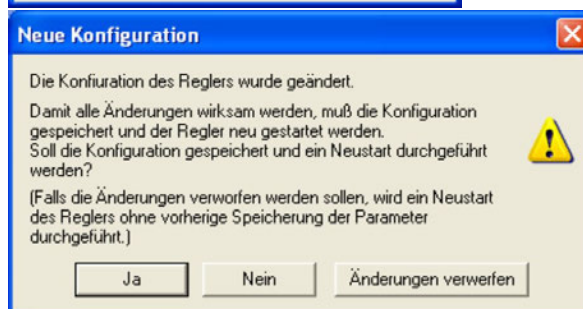 Neue Konfiguration
Die Konfiuration des Reglers wurde geändert.
Damit alle Änderungen wirksam werden, muß die Konfiguration
gespeichert und der Regler neu gestartet werden.
Soll die Konfiguration gespeichert und ein Neustart durchgeführt
werden?
(Falls die Änderungen verworfen werden sollen, wird ein Neustart
des Reglers ohne vorherige Speicherung der Parameter
durchgeführt.)
Ja Nein Änderungen verwerfen